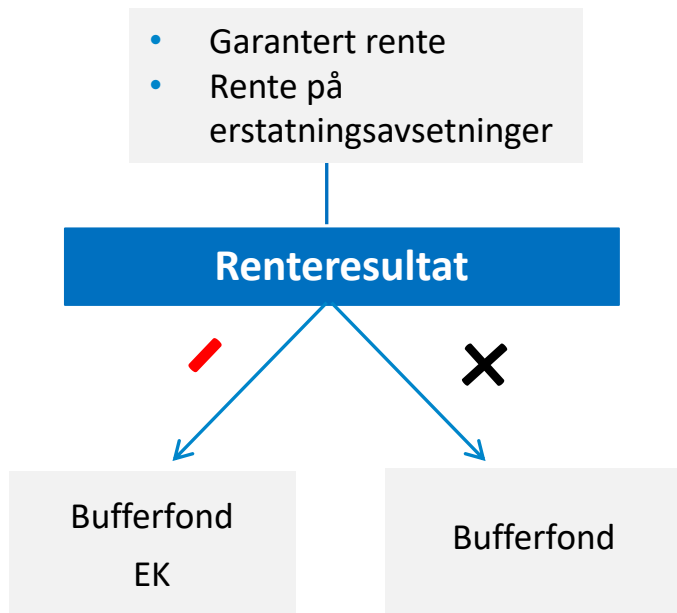 • Garantert rente
• Rente på
erstatningsavsetninger
Renteresultat
Bufferfond
EK
Bufferfond